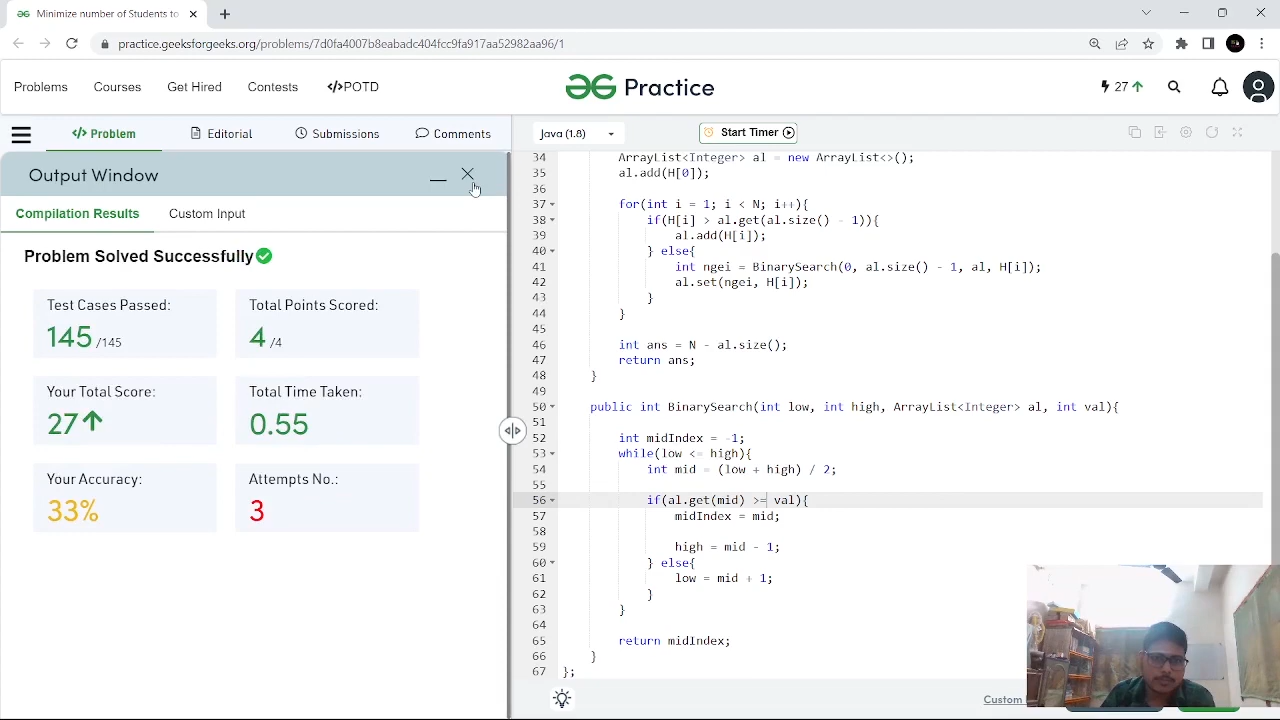 Minimize number of Students to
practice.geeksforgeeks.org/problems/7d0fa4007b8eabadc404fcc9fa917aa52982ae06/1
Problems
Courses
Get Hired
Contests
</>POTD
Practice
27
</> Problem
Editorial
Submissions
Comments
Java (1.8)
Start Timer
Output Window
Compilation Results
Custom Input
Problem Solved Successfully
Test Cases Passed:
145 /145
Total Points Scored:
4 /4
Your Total Score:
27
Total Time Taken:
0.55
Your Accuracy:
33%
Attempts No.:
3
34 ArrayList<Integer> al = new ArrayList<>();
35 al.add(H[0]);
36
37 for(int i = 1; i < N; i++){
38 if(H[i] > al.get(al.size() - 1)){
39 al.add(H[i]);
40 } else{
41 int ngei = BinarySearch(0, al.size() - 1, al, H[i]);
42 al.set(ngei, H[i]);
43 }
44 }
45
46 int ans = N - al.size();
47 return ans;
48 }
49
50 public int BinarySearch(int low, int high, ArrayList<Integer> al, int val){
51
52 int midIndex = -1;
53 while(low <= high){
54 int mid = (low + high) / 2;
55
56 if(al.get(mid) >= val){
57 midIndex = mid;
58
59 high = mid - 1;
60 } else{
61 low = mid + 1;
62 }
63 }
64
65 return midIndex;
66 }
67 };
Custom